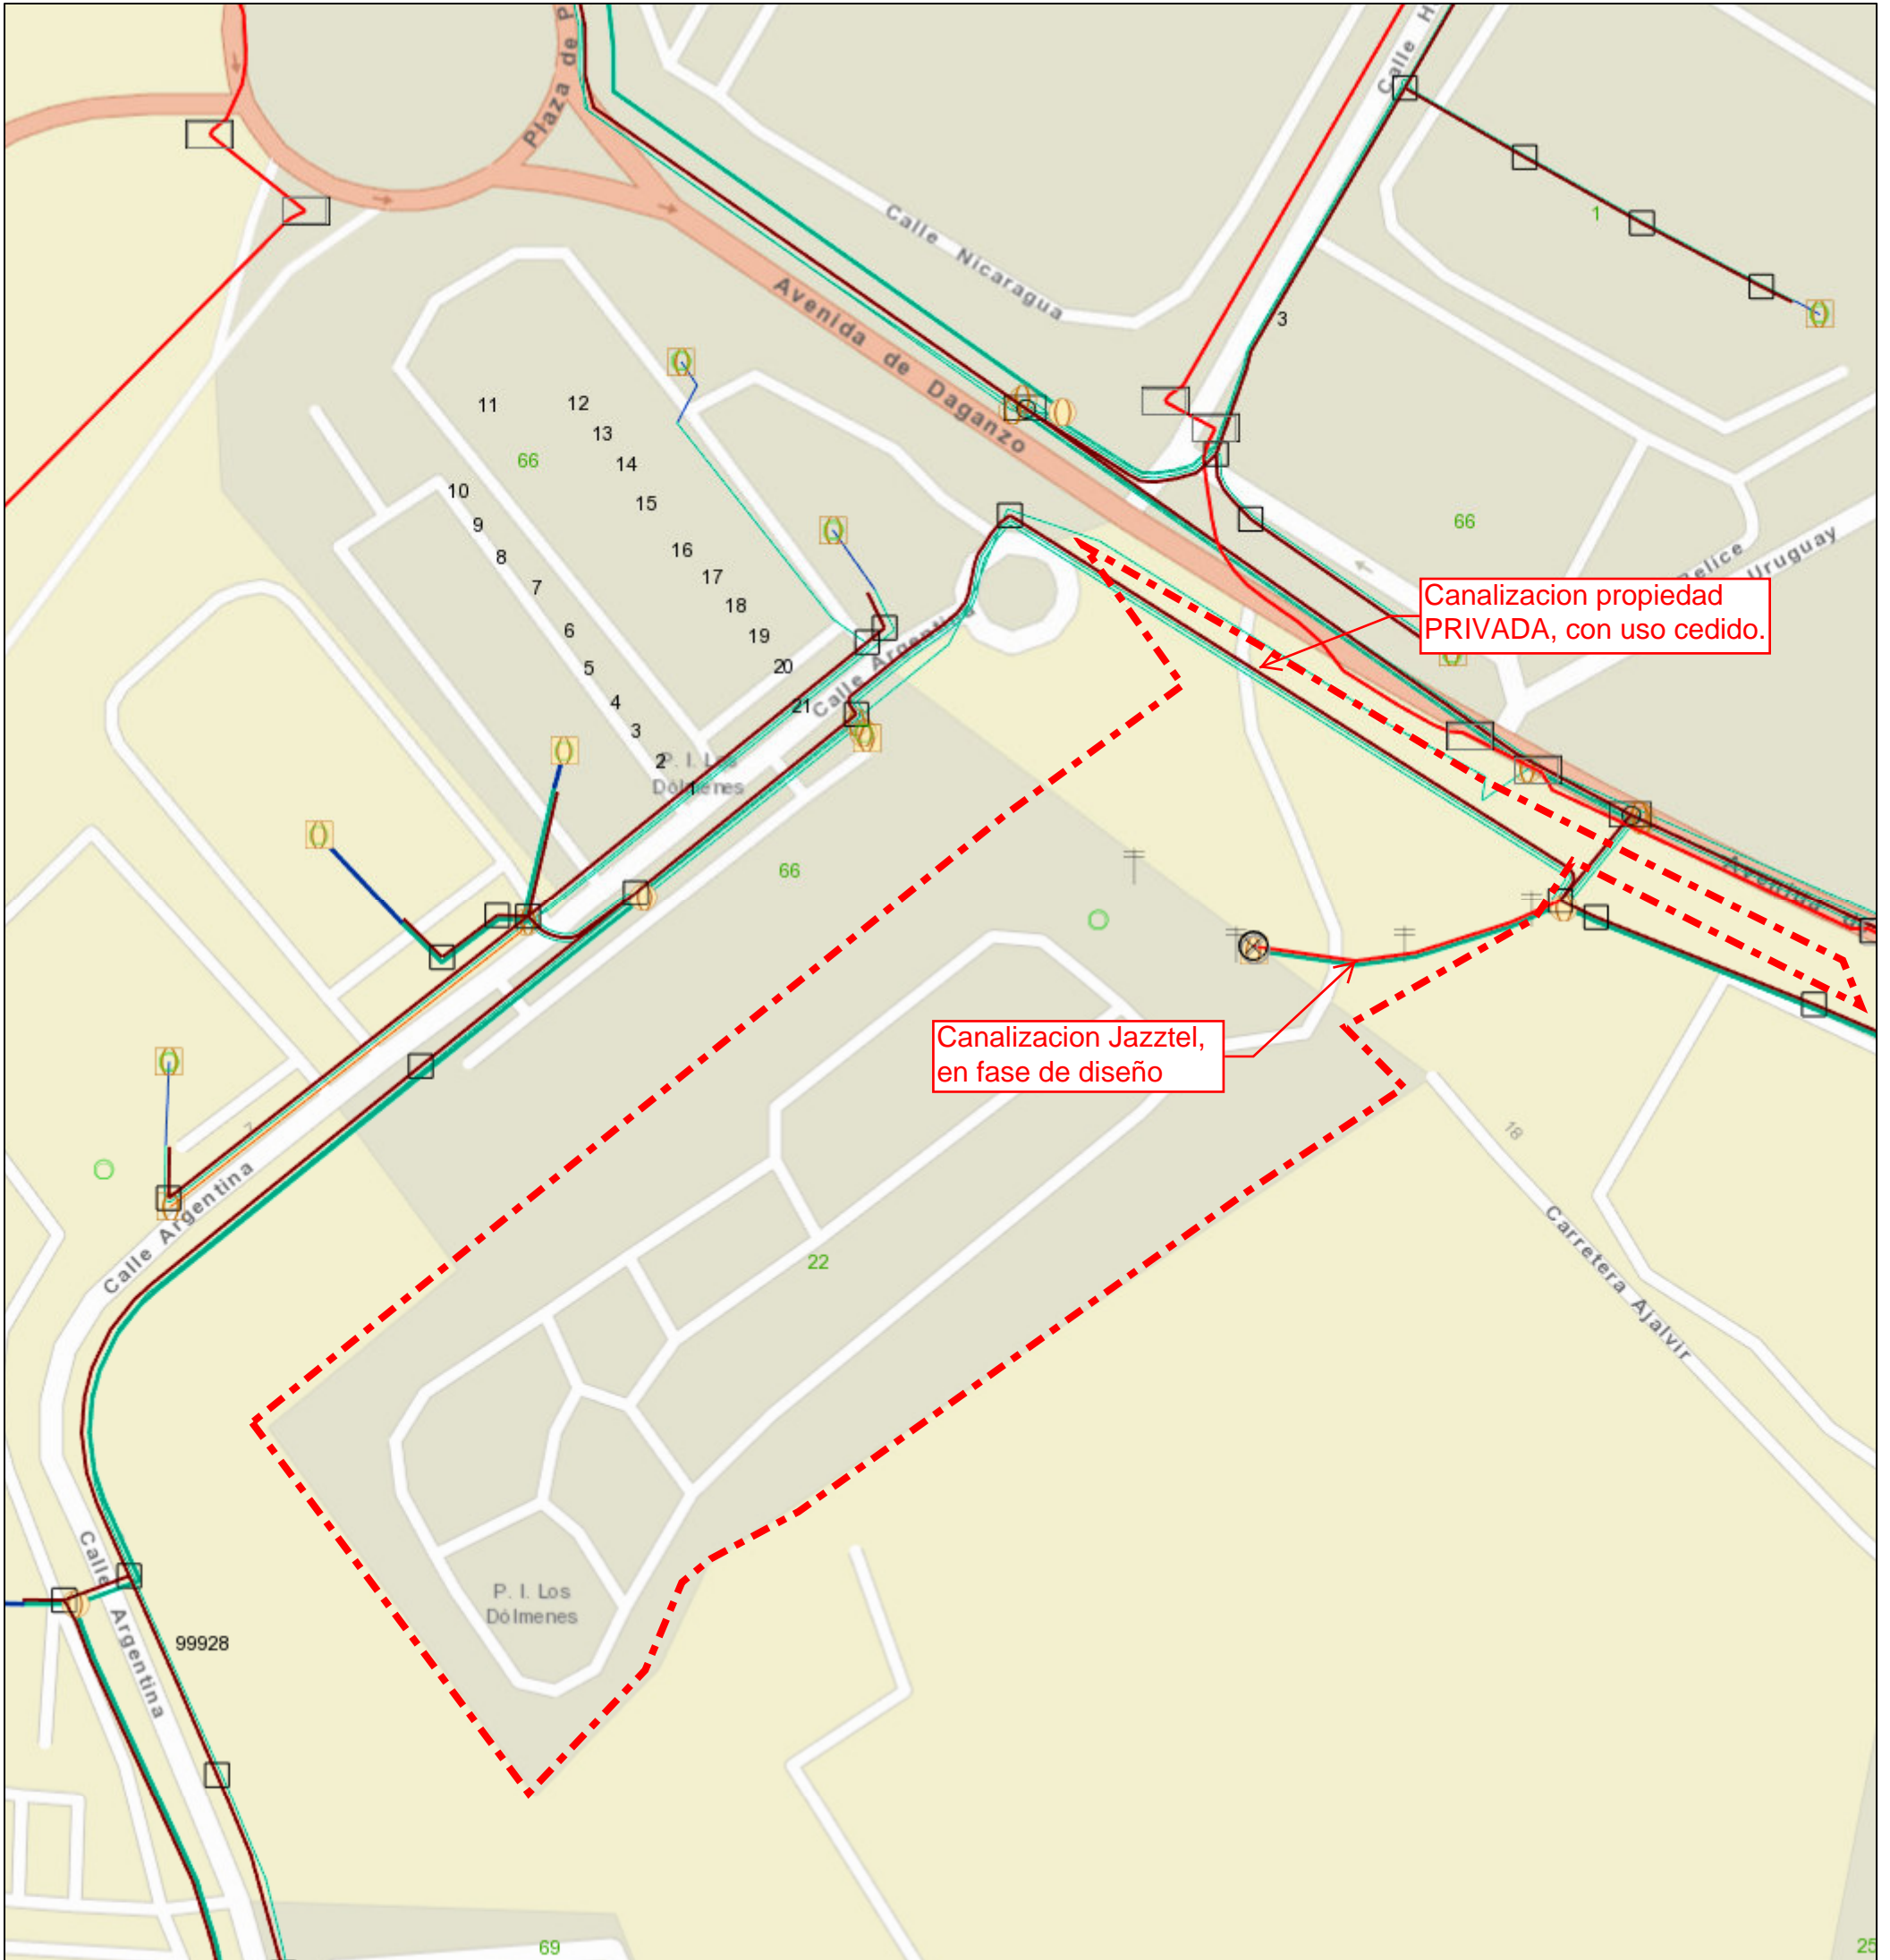 Plaza de P
Calle H
Calle Nicaragua
1
3
Avenida de Daganzo
11
12
13
14
66
10
15
9
16
8
17
7
18
6
19
5
20
4
21
3
2
1
P. I. Los
Dólmenes
Calle Argentina
66
elice
Uruguay
Canalizacion propiedad
PRIVADA, con uso cedido.
66
Canalizacion Jazztel,
en fase de diseño
7
18
Calle Argentina
Carretera Ajalvir
22
P. I. Los
Dólmenes
Calle Argentina
99928
69
25